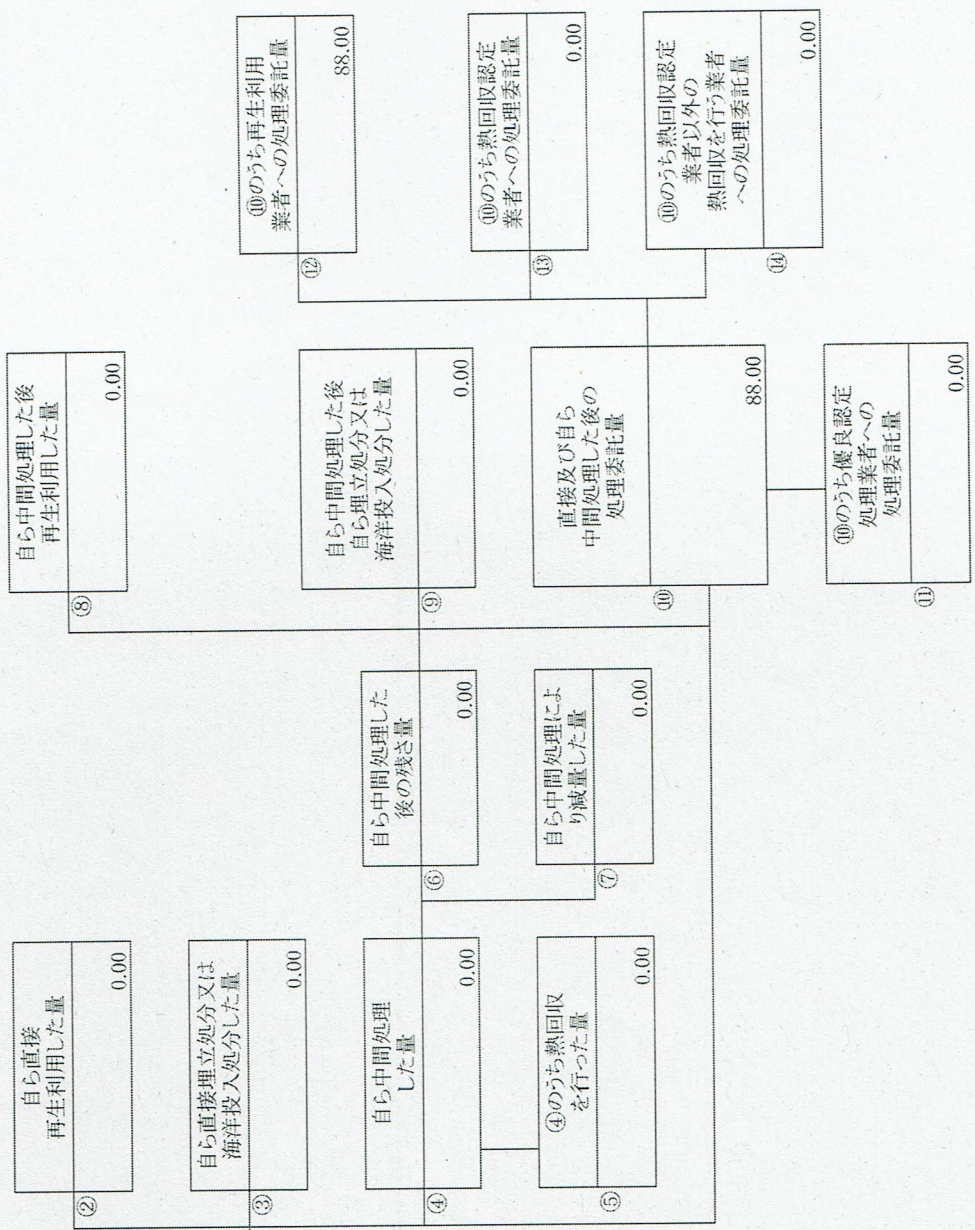 ②
自ら直接
再生利用した量
0.00
③
自ら直接埋立処分又は
海洋投入処分した量
0.00
④
自ら中間処理
した量
0.00
⑤
④のうち熱回収
を行った量
0.00
⑥
自ら中間処理した
後の残さ量
0.00
⑦
自ら中間処理によ
り減量した量
0.00
⑧
自ら中間処理した後
再生利用した量
0.00
⑨
自ら中間処理した後
自ら埋立処分又は
海洋投入処分した量
0.00
⑩
直接及び自ら
中間処理した後の
処理委託量
88.00
⑪
⑩のうち優良認定
処理業者への
処理委託量
0.00
⑫
⑩のうち再生利用
業者への処理委託量
88.00
⑬
⑩のうち熱回収認定
業者への処理委託量
0.00
⑭
⑩のうち熱回収認定
業者以外の
熱回収を行う業者
への処理委託量
0.00